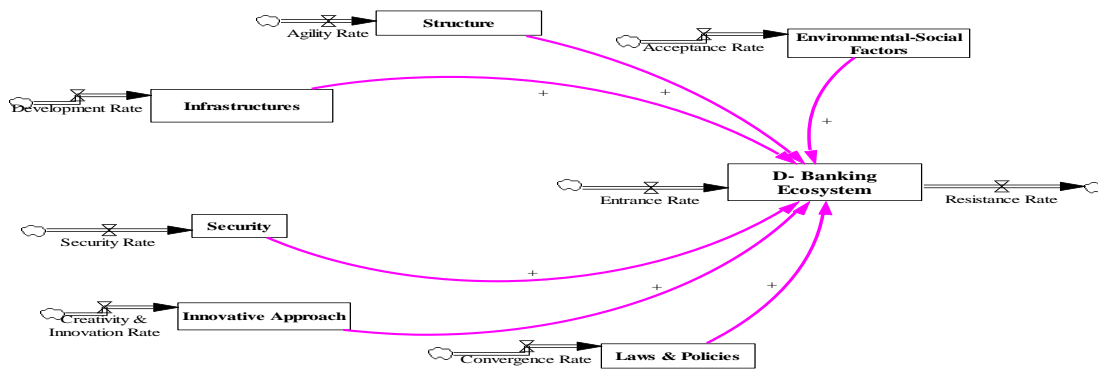 Structure
Agility Rate
Environmental-Social
Factors
Acceptance Rate
Infrastructures
Development Rate
+
+
+
D- Banking
Ecosystem
Entrance Rate
Resistance Rate
Security
Security Rate
+
+
+
Innovative Approach
Creativity &
Innovation Rate
Laws & Policies
Convergence Rate